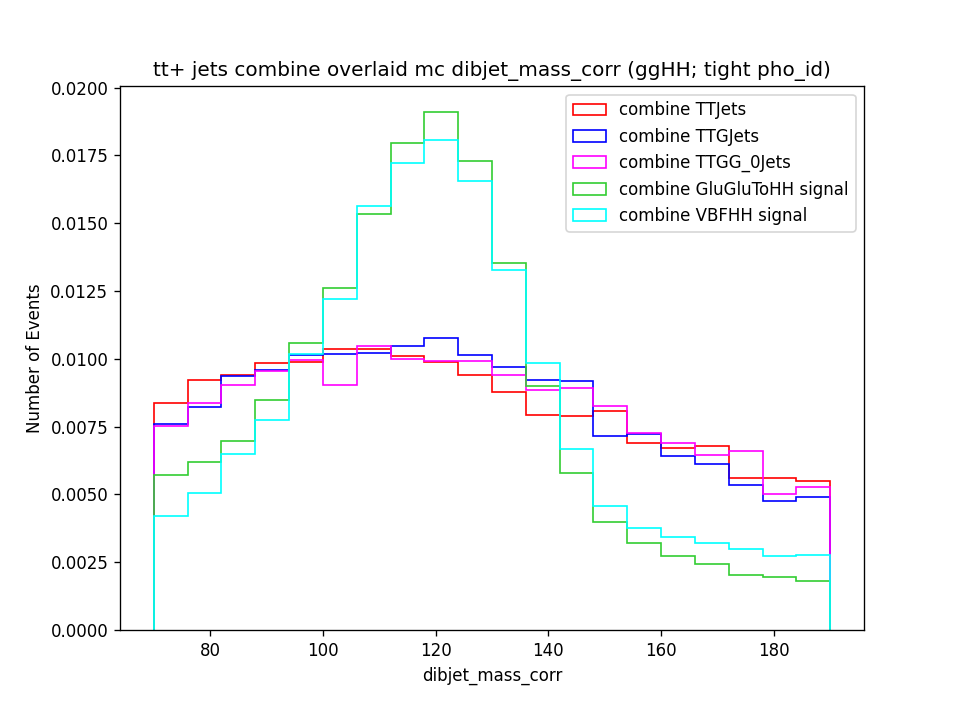 tt+ jets combine overlaid mc dibjet_mass_corr (ggHH; tight pho_id)
combine TTJets
combine TTGJets
combine TTGG_0Jets
combine GluGluToHH signal
combine VBFHH signal
Number of Events
0.0200
0.0175
0.0150
0.0125
0.0100
0.0075
0.0050
0.0025
0.0000
80 100 120 140 160 180
dibjet_mass_corr